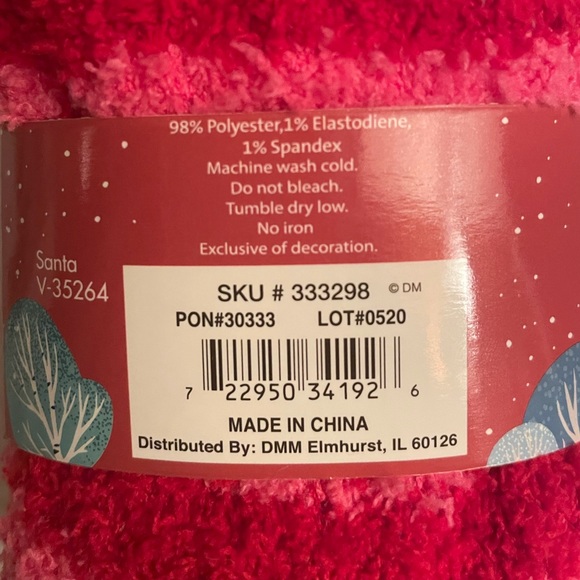 98% Polyester,1% Elastodiene,
1% Spandex
Machine wash cold.
Do not bleach.
Tumble dry low.
No iron
Exclusive of decoration.
Santa
V-35264
SKU # 333298 © DM
PON#30333 LOT#0520
7 22950 34192 6
MADE IN CHINA
Distributed By: DMM Elmhurst, IL 60126